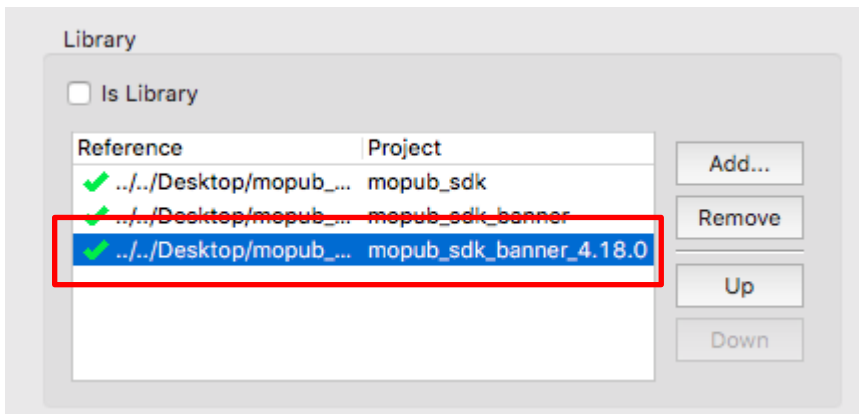 Library
Is Library
Reference Project
../../Desktop/mopub_... mopub_sdk
../../Desktop/mopub_... mopub_sdk_banner
../../Desktop/mopub_... mopub_sdk_banner_4.18.0
Add...
Remove
Up
Down